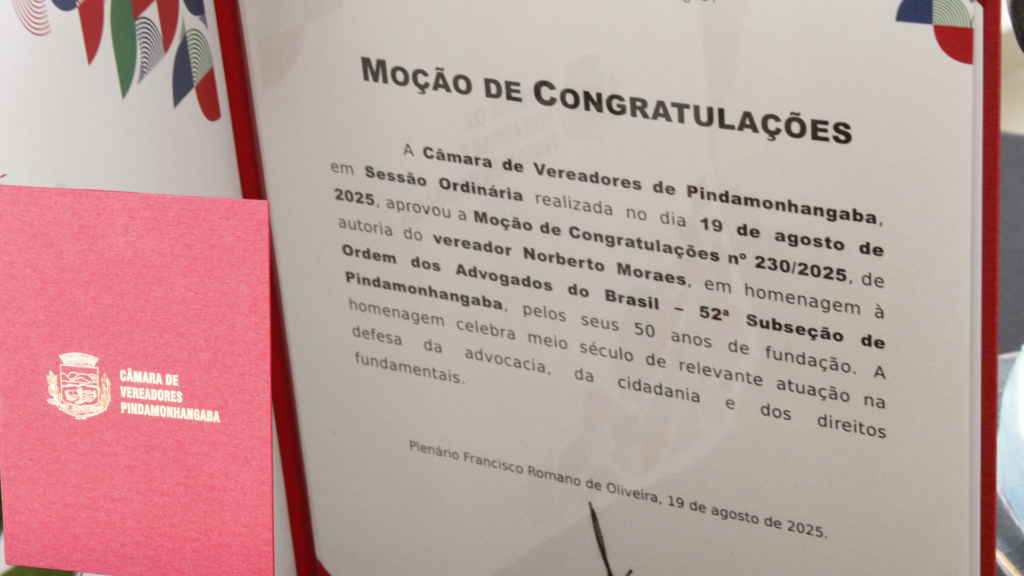 MOÇÃO DE CONGRATULAÇÕES
A Câmara de Vereadores de Pindamonhangaba,
em Sessão Ordinária realizada no dia 19 de agosto de
2025, aprovou a Moção de Congratulações nº 230/2025, de
autoria do vereador Norberto Moraes, em homenagem à
Ordem dos Advogados do Brasil – 52ª Subseção de
Pindamonhangaba, pelos seus 50 anos de fundação. A
homenagem celebra meio século de relevante atuação na
defesa da advocacia, da cidadania e dos direitos
fundamentais.
Plenário Francisco Romano de Oliveira, 19 de agosto de 2025.
CÂMARA DE
VEREADORES
PINDAMONHANGABA